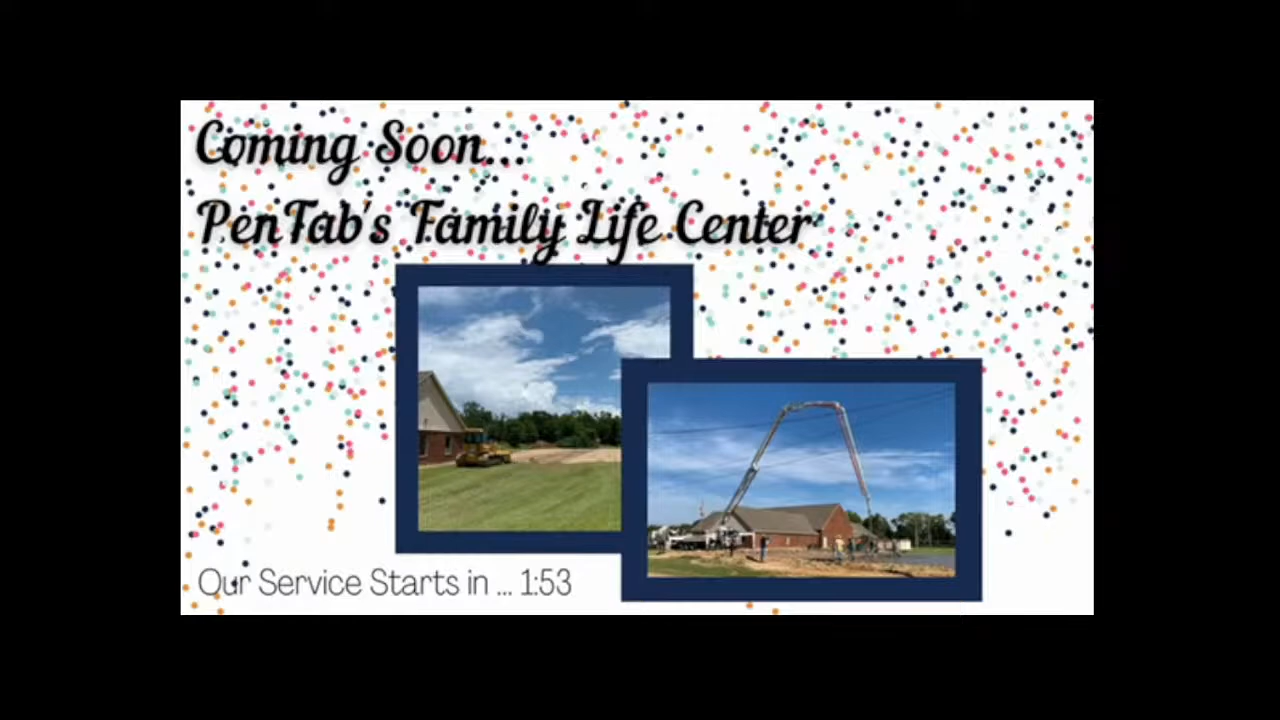 Coming Soon...
PenTab's Family Life Center
Our Service Starts in ... 1:53